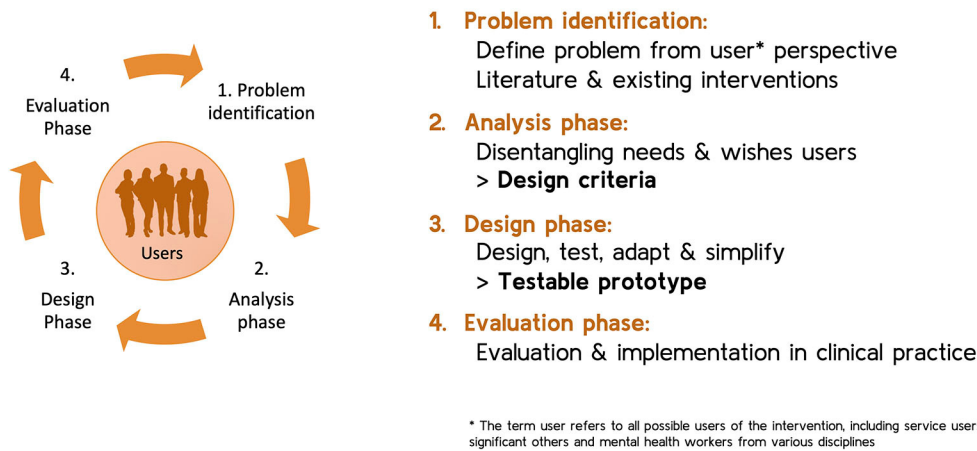 4.
Evaluation
Phase
1. Problem
identification
Users
3.
Design
Phase
2.
Analysis
phase
1. Problem identification:
Define problem from user* perspective
Literature & existing interventions
2. Analysis phase:
Disentangling needs & wishes users
> Design criteria
3. Design phase:
Design, test, adapt & simplify
> Testable prototype
4. Evaluation phase:
Evaluation & implementation in clinical practice
* The term user refers to all possible users of the intervention, including service user
significant others and mental health workers from various disciplines